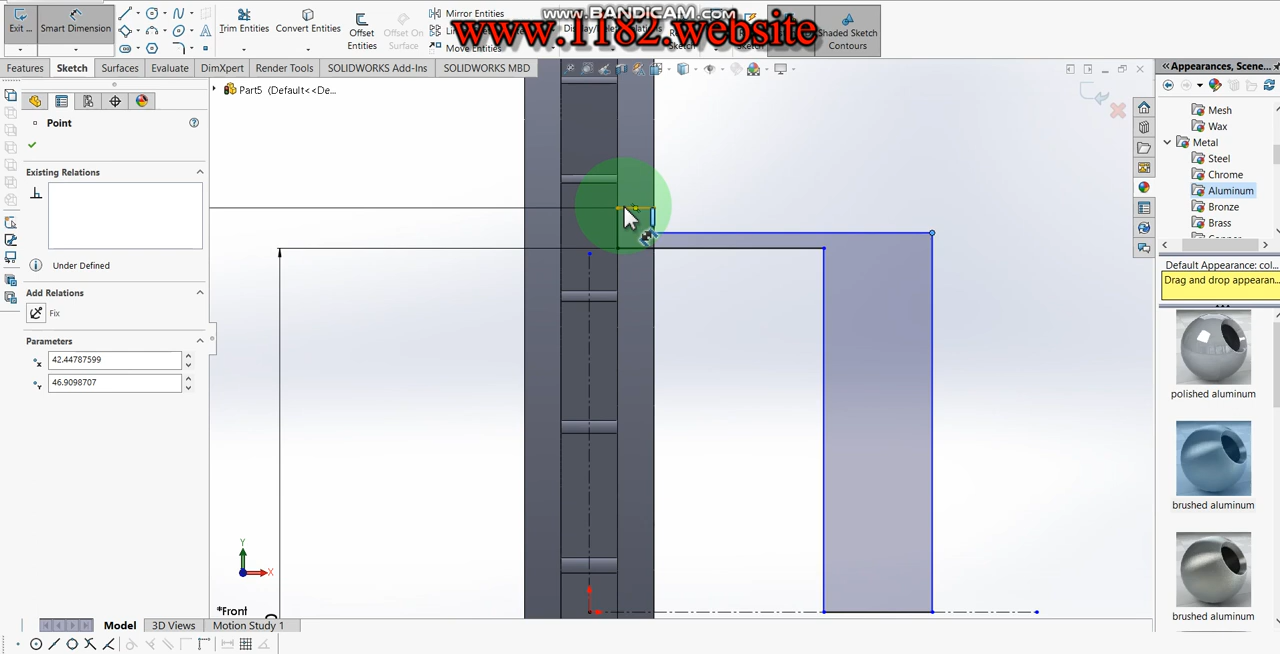 www.BANDICAM.com
www.1182.website
Exit ...
Smart Dimension
Trim Entities
Convert Entities
Offset Entities
Offset On Surface
Mirror Entities
Move Entities
Shaded Sketch Contours
Features
Sketch
Surfaces
Evaluate
DimXpert
Render Tools
SOLIDWORKS Add-Ins
SOLIDWORKS MBD
Part5 (Default<<De...
Point
Existing Relations
Under Defined
Add Relations
Fix
Parameters
x 42.44787599
y 46.9098707
Y
X
*Front
Model
3D Views
Motion Study 1
Appearances, Scene...
Mesh
Wax
Metal
Steel
Chrome
Aluminum
Bronze
Brass
Default Appearance: col...
Drag and drop appearan...
polished aluminum
brushed aluminum
brushed aluminum